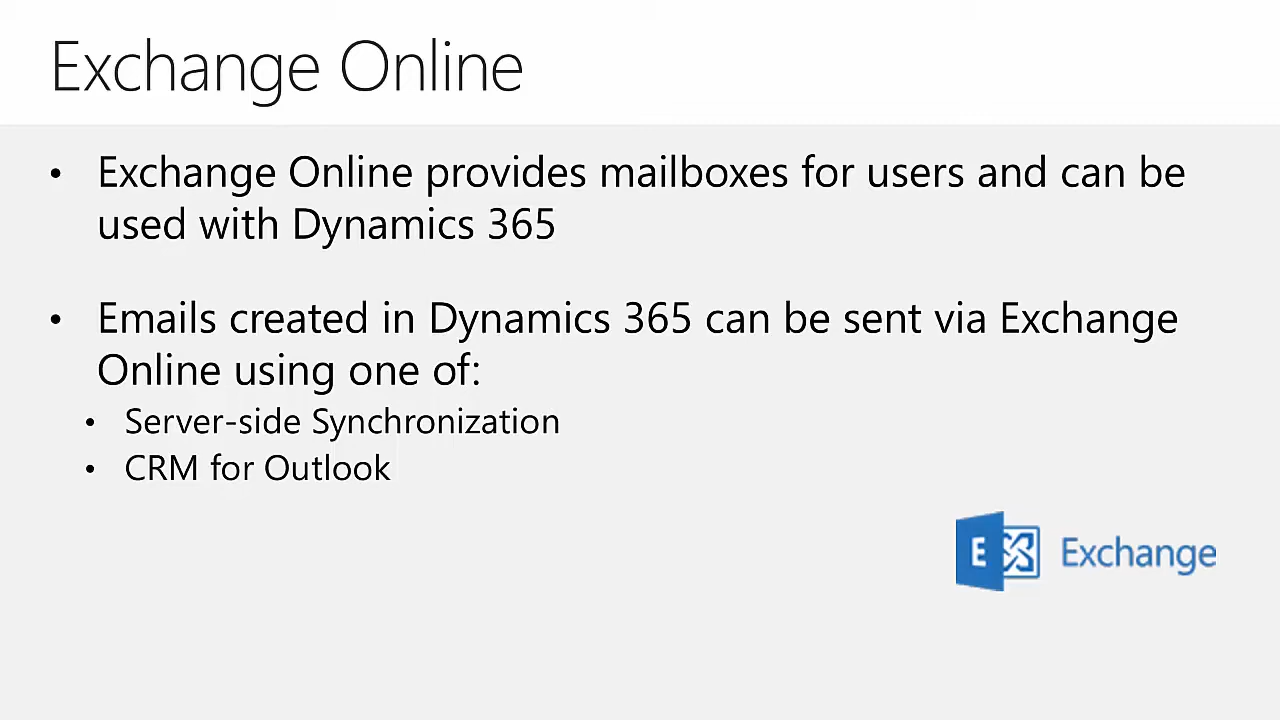 Exchange Online
• Exchange Online provides mailboxes for users and can be
used with Dynamics 365
• Emails created in Dynamics 365 can be sent via Exchange
Online using one of:
• Server-side Synchronization
• CRM for Outlook
E Exchange